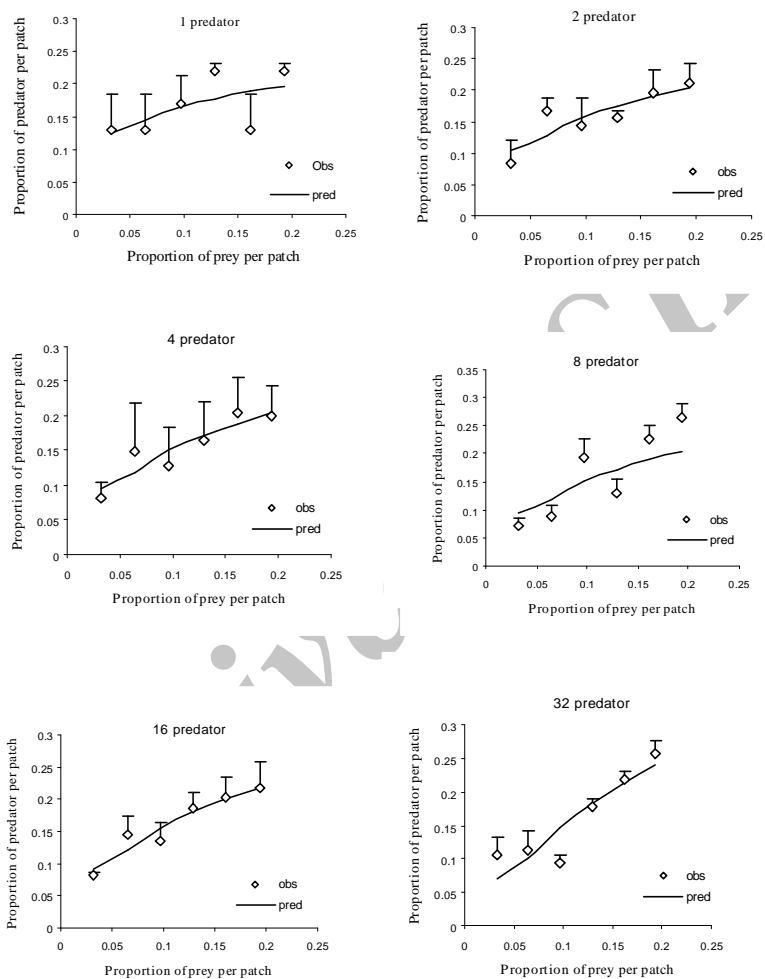 1 predator
Proportion of predator per patch
0.3
0.25
0.2
0.15
0.1
0.05
0
0 0.05 0.1 0.15 0.2 0.25
Proportion of prey per patch
Obs
pred
2 predator
Proportion of predator per patch
0.3
0.25
0.2
0.15
0.1
0.05
0
0 0.05 0.1 0.15 0.2 0.25
Proportion of prey per patch
obs
pred
4 predator
Proportion of predator per patch
0.3
0.25
0.2
0.15
0.1
0.05
0
0 0.05 0.1 0.15 0.2 0.25
Proportion of prey per patch
obs
pred
8 predator
Proportion of predator per patch
0.35
0.3
0.25
0.2
0.15
0.1
0.05
0
0 0.05 0.1 0.15 0.2 0.25
Proportion of prey per patch
obs
pred
16 predator
Proportion of predator per patch
0.3
0.25
0.2
0.15
0.1
0.05
0
0 0.05 0.1 0.15 0.2 0.25
Proportion of prey per patch
obs
pred
32 predator
Proportion of predator per patch
0.3
0.25
0.2
0.15
0.1
0.05
0
0 0.05 0.1 0.15 0.2 0.25
Proportion of prey per patch
obs
pred